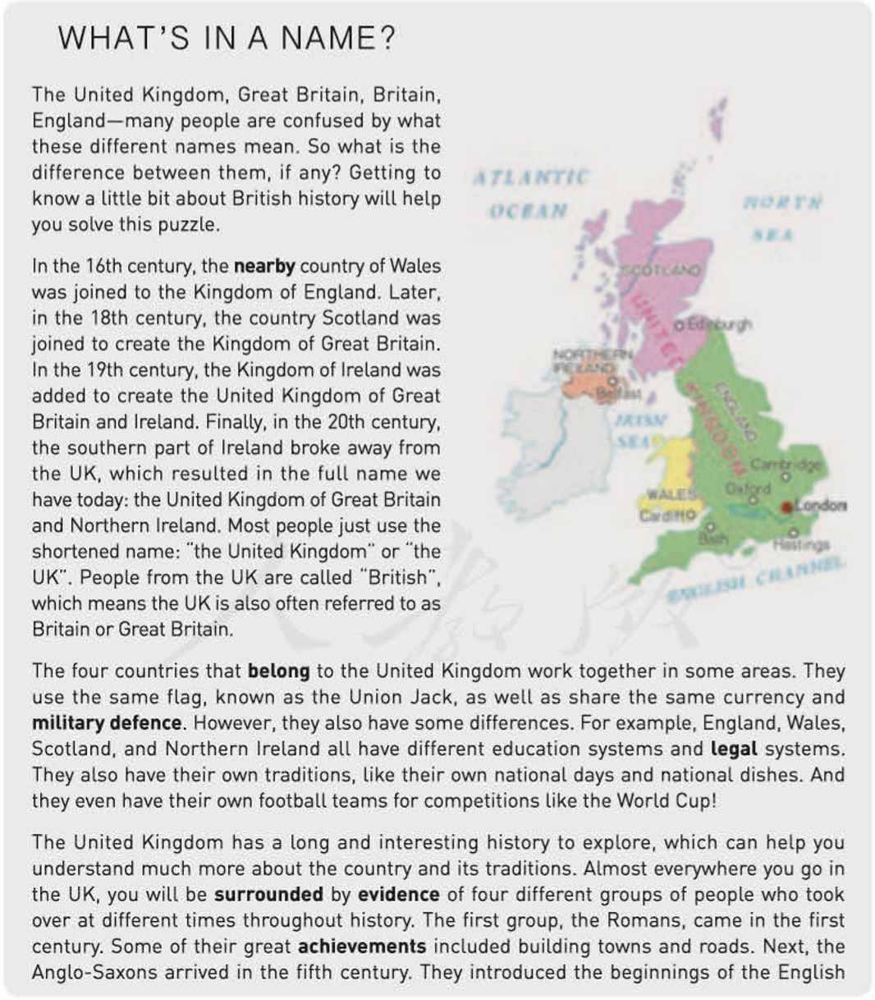 WHAT'S IN A NAME?
The United Kingdom, Great Britain, Britain,
England—many people are confused by what
these different names mean. So what is the
difference between them, if any? Getting to
know a little bit about British history will help
you solve this puzzle.
In the 16th century, the nearby country of Wales
was joined to the Kingdom of England. Later,
in the 18th century, the country Scotland was
joined to create the Kingdom of Great Britain.
In the 19th century, the Kingdom of Ireland was
added to create the United Kingdom of Great
Britain and Ireland. Finally, in the 20th century,
the southern part of Ireland broke away from
the UK, which resulted in the full name we
have today: the United Kingdom of Great Britain
and Northern Ireland. Most people just use the
shortened name: “the United Kingdom” or “the
UK”. People from the UK are called “British”,
which means the UK is also often referred to as
Britain or Great Britain.
ATLANTIC
OCEAN
NORTH
SEA
SCOTLAND
UNITED KINGDOM
Edinburgh
NORTHERN
IRELAND
Belfast
ENGLAND
IRISH
SEA
Cambridge
Oxford
WALES
London
Cardiff
Bath
Hastings
ENGLISH CHANNEL
人教版
The four countries that belong to the United Kingdom work together in some areas. They
use the same flag, known as the Union Jack, as well as share the same currency and
military defence. However, they also have some differences. For example, England, Wales,
Scotland, and Northern Ireland all have different education systems and legal systems.
They also have their own traditions, like their own national days and national dishes. And
they even have their own football teams for competitions like the World Cup!
The United Kingdom has a long and interesting history to explore, which can help you
understand much more about the country and its traditions. Almost everywhere you go in
the UK, you will be surrounded by evidence of four different groups of people who took
over at different times throughout history. The first group, the Romans, came in the first
century. Some of their great achievements included building towns and roads. Next, the
Anglo-Saxons arrived in the fifth century. They introduced the beginnings of the English